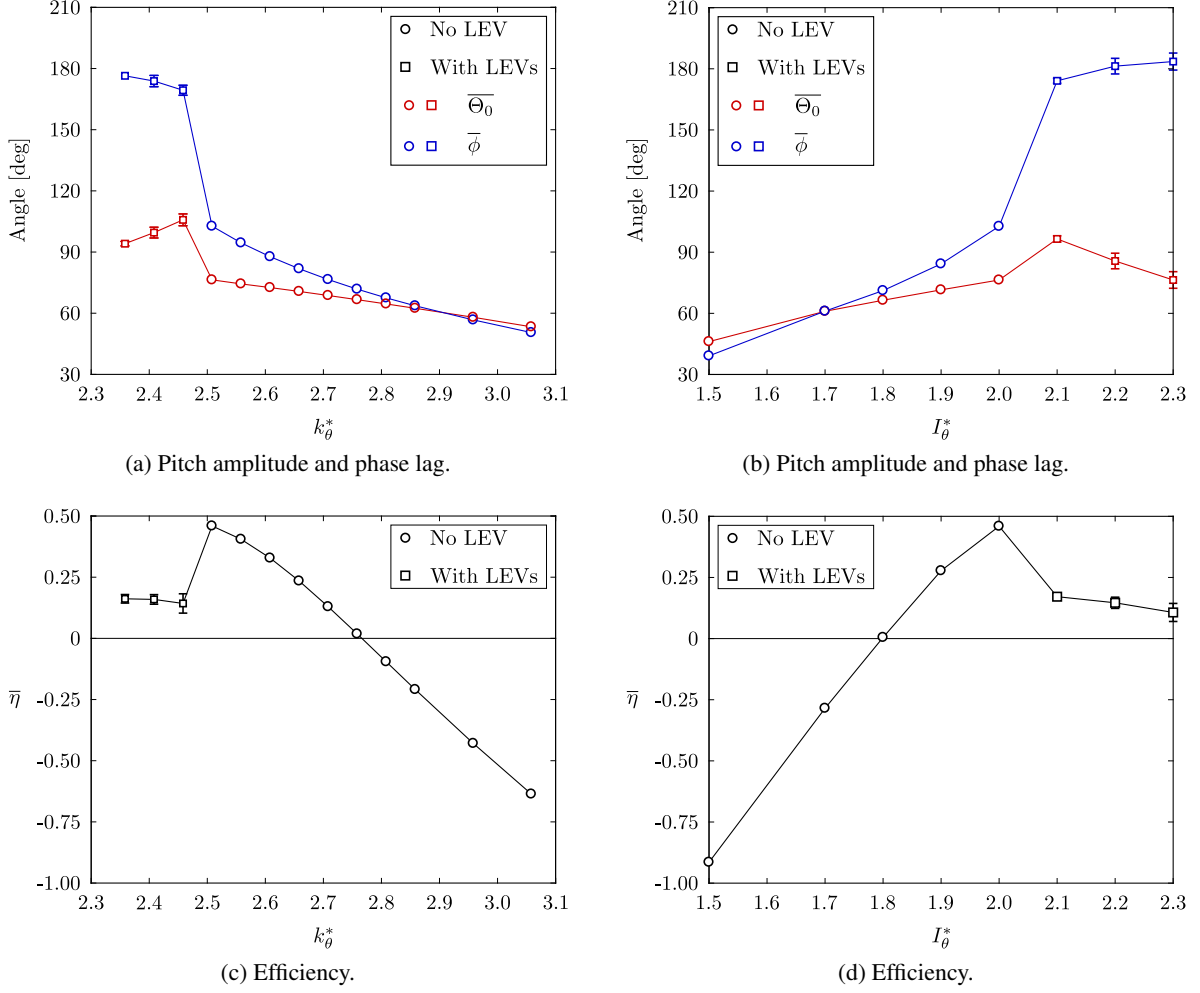 210
180
150
120
90
60
30
Angle [deg]
No LEV
With LEVs
Θ₀
ϕ
2.3 2.4 2.5 2.6 2.7 2.8 2.9 3.0 3.1
k*θ
(a) Pitch amplitude and phase lag.
210
180
150
120
90
60
30
Angle [deg]
No LEV
With LEVs
Θ₀
ϕ
1.5 1.6 1.7 1.8 1.9 2.0 2.1 2.2 2.3
I*θ
(b) Pitch amplitude and phase lag.
0.50
0.25
0
-0.25
-0.50
-0.75
-1.00
η
No LEV
With LEVs
2.3 2.4 2.5 2.6 2.7 2.8 2.9 3.0 3.1
k*θ
(c) Efficiency.
0.50
0.25
0
-0.25
-0.50
-0.75
-1.00
η
No LEV
With LEVs
1.5 1.6 1.7 1.8 1.9 2.0 2.1 2.2 2.3
I*θ
(d) Efficiency.